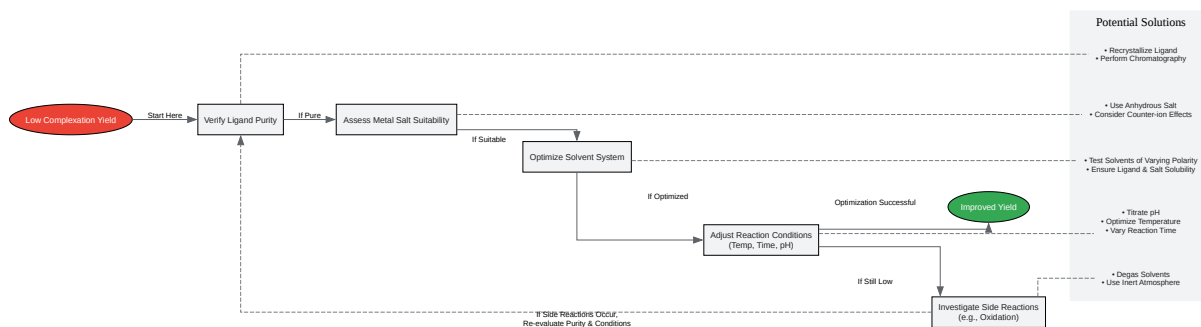 Potential Solutions
• Recrystallize Ligand
• Perform Chromatography
Low Complexation Yield
Start Here
Verify Ligand Purity
If Pure
Assess Metal Salt Suitability
• Use Anhydrous Salt
• Consider Counter-ion Effects
If Suitable
Optimize Solvent System
• Test Solvents of Varying Polarity
• Ensure Ligand & Salt Solubility
If Optimized
Optimization Successful
Improved Yield
• Titrate pH
• Optimize Temperature
• Vary Reaction Time
Adjust Reaction Conditions
(Temp, Time, pH)
If Still Low
• Degas Solvents
• Use Inert Atmosphere
Investigate Side Reactions
(e.g., Oxidation)
If Side Reactions Occur,
Re-evaluate Purity & Conditions